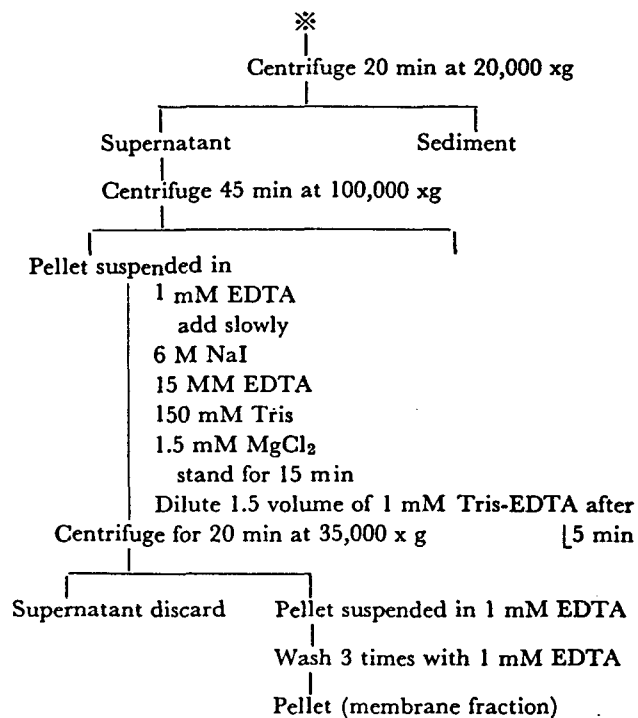 ※
Centrifuge 20 min at 20,000 xg
Supernatant Sediment
Centrifuge 45 min at 100,000 xg
Pellet suspended in
1 mM EDTA
add slowly
6 M NaI
15 MM EDTA
150 mM Tris
1.5 mM MgCl₂
stand for 15 min
Dilute 1.5 volume of 1 mM Tris-EDTA after
Centrifuge for 20 min at 35,000 x g ⌊5 min
Supernatant discard Pellet suspended in 1 mM EDTA
Wash 3 times with 1 mM EDTA
Pellet (membrane fraction)